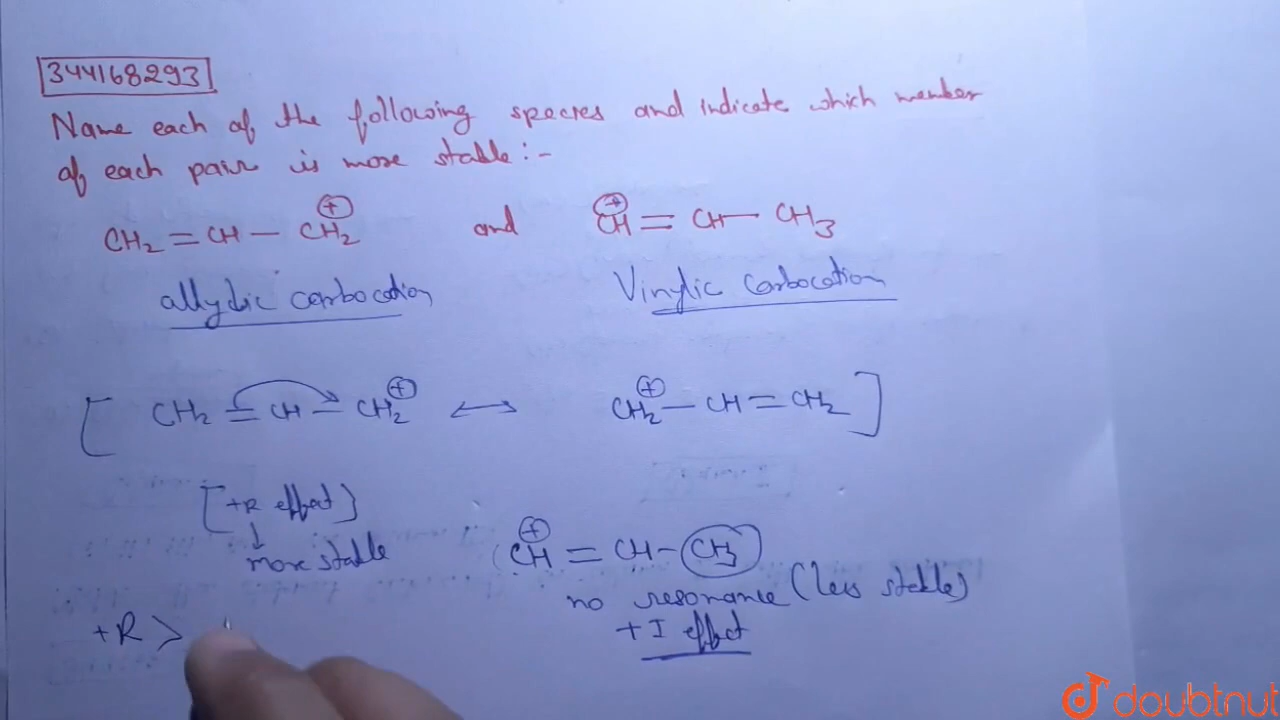 344168293
Name each of the following species and indicate which member
of each pair is more stable :-
CH2 = CH - CH2 + and CH + = CH - CH3
allylic carbocation Vinylic carbocation
[ CH2 = CH - CH2 + ↔ CH2 + - CH = CH2 ]
[+R effect]
↓
more stable
CH + = CH - CH3
no resonance (less stable)
+R > + I effect
doubtnut